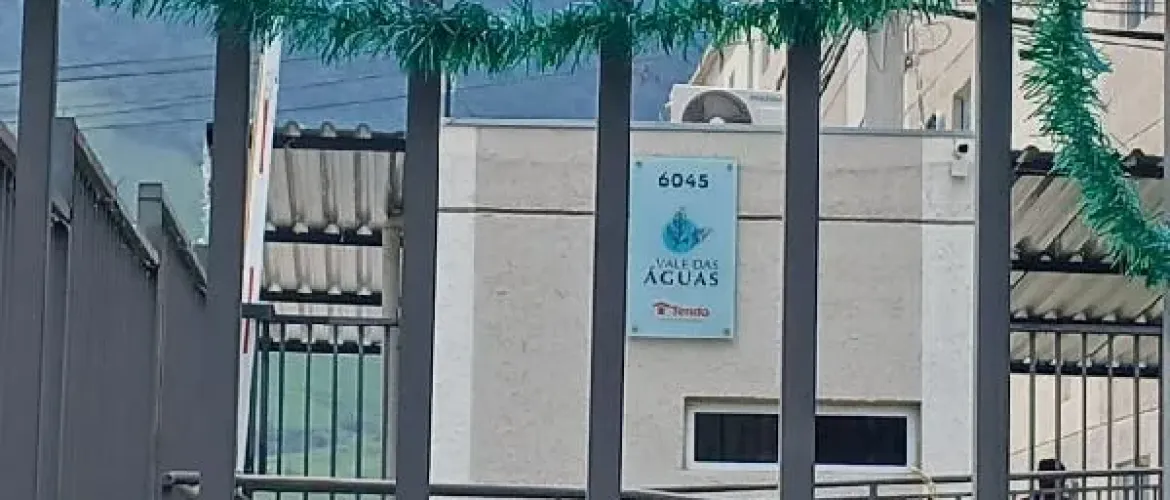 6045
VALE DAS
ÁGUAS
Tenda